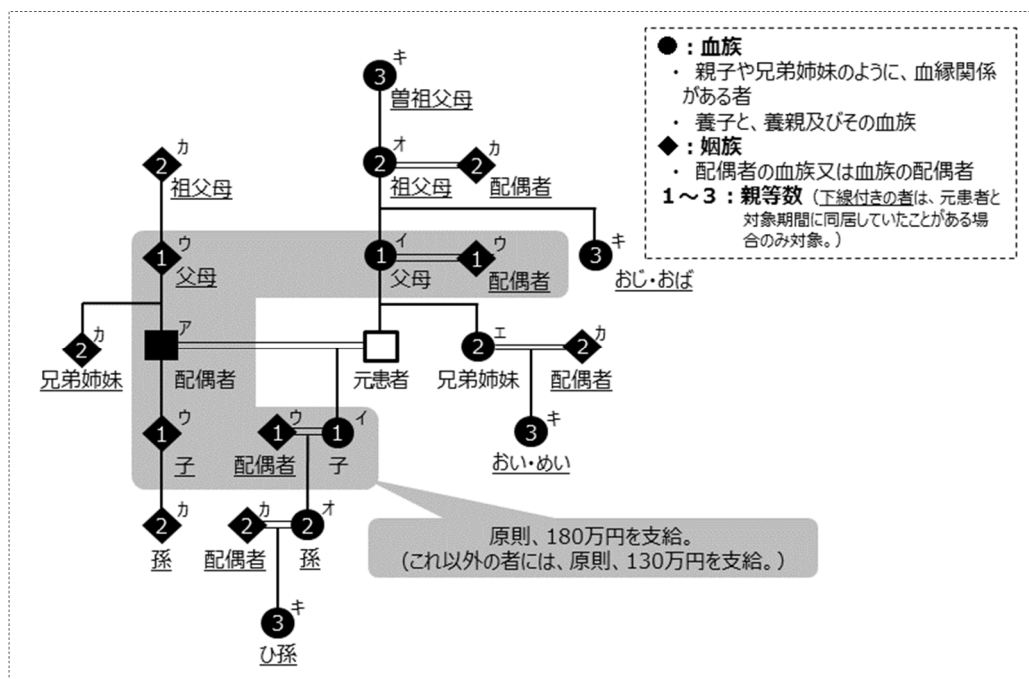 ●：血族
・ 親子や兄弟姉妹のように、血縁関係
がある者
・ 養子と、養親及びその血族
◆：姻族
・ 配偶者の血族又は血族の配偶者
１～３：親等数（下線付きの者は、元患者と
対象期間に同居していたことがある場
合のみ対象。）
3 キ
曽祖父母
2 カ
祖父母
2 オ
祖父母
2 カ
配偶者
1 ウ
父母
1 イ
父母
1 ウ
配偶者
3 キ
おじ・おば
2 カ
兄弟姉妹
ア
配偶者
元患者
2 エ
兄弟姉妹
2 カ
配偶者
1 ウ
子
1 ウ
配偶者
1 イ
子
3 キ
おい・めい
2 カ
孫
2 カ
配偶者
2 オ
孫
3 キ
ひ孫
原則、180万円を支給。
（これ以外の者には、原則、130万円を支給。）